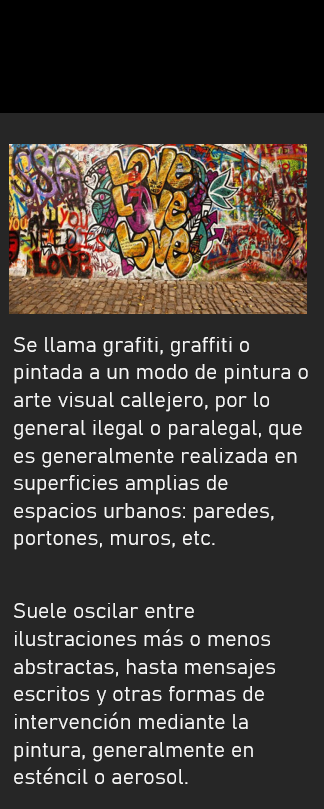 LOVE
LOVE
LOVE
YOU
NEED
LOVE
Se llama grafiti, graffiti o
pintada a un modo de pintura o
arte visual callejero, por lo
general ilegal o paralegal, que
es generalmente realizada en
superficies amplias de
espacios urbanos: paredes,
portones, muros, etc.
Suele oscilar entre
ilustraciones más o menos
abstractas, hasta mensajes
escritos y otras formas de
intervención mediante la
pintura, generalmente en
esténcil o aerosol.